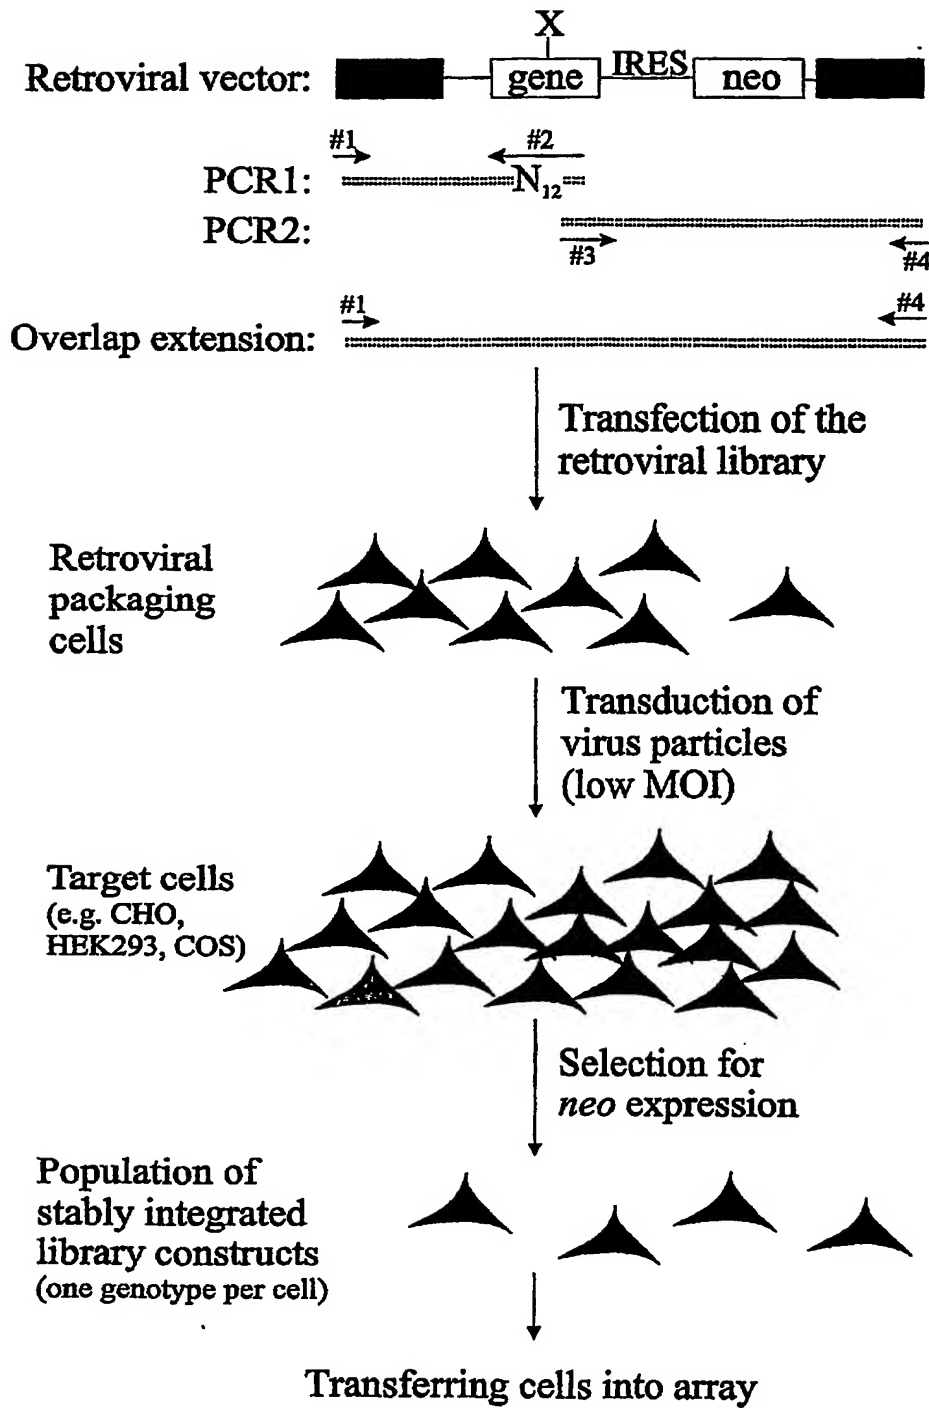 X
Retroviral vector: gene IRES neo
#1 #2
PCR1: N12
PCR2:
#3 #4
#1 #4
Overlap extension:
Transfection of the
retroviral library
Retroviral
packaging
cells
Transduction of
virus particles
(low MOI)
Target cells
(e.g. CHO,
HEK293, COS)
Selection for
neo expression
Population of
stably integrated
library constructs
(one genotype per cell)
Transferring cells into array